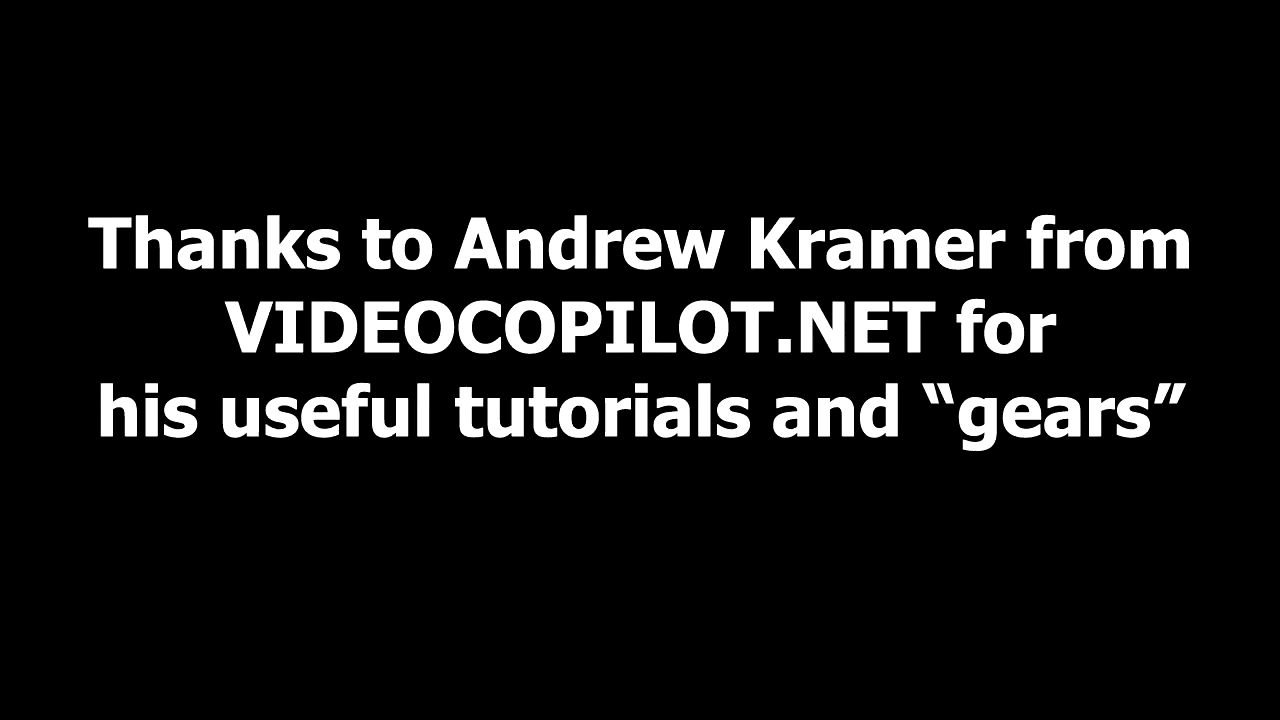 Thanks to Andrew Kramer from
VIDEOCOPILOT.NET for
his useful tutorials and “gears”